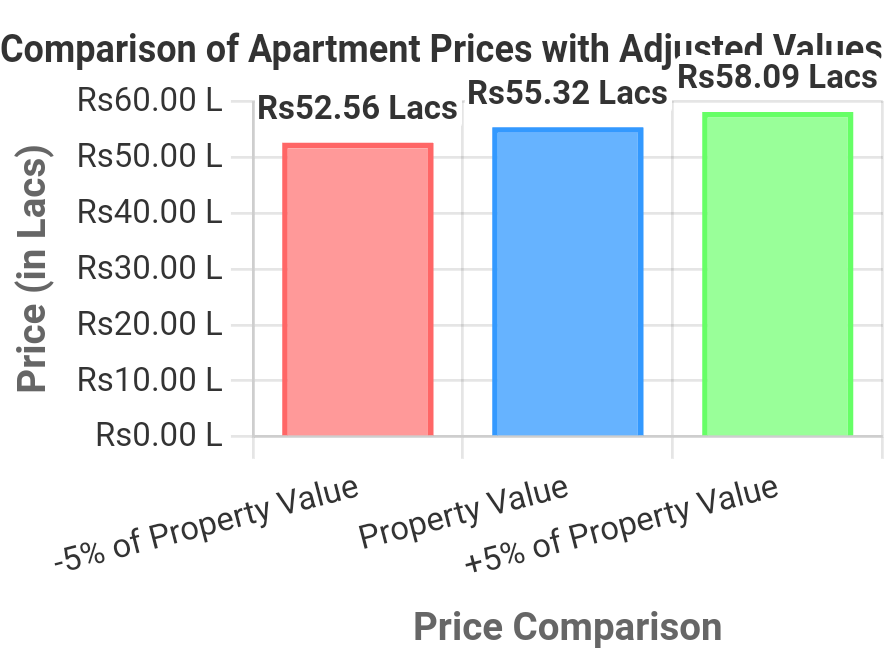 Comparison of Apartment Prices with Adjusted Values
Rs52.56 Lacs
Rs55.32 Lacs
Rs58.09 Lacs
Price (in Lacs)
Rs60.00 L
Rs50.00 L
Rs40.00 L
Rs30.00 L
Rs20.00 L
Rs10.00 L
Rs0.00 L
-5% of Property Value
Property Value
+5% of Property Value
Price Comparison